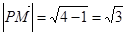 |PM| = √4−1 = √3